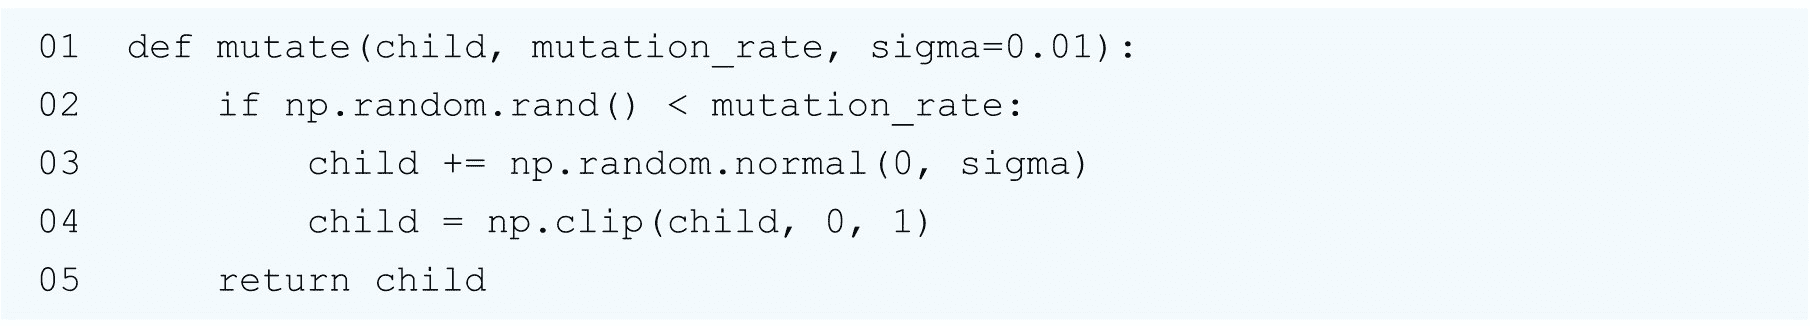 01  def mutate(child, mutation_rate, sigma=0.01):
02      if np.random.rand() < mutation_rate:
03          child += np.random.normal(0, sigma)
04          child = np.clip(child, 0, 1)
05      return child